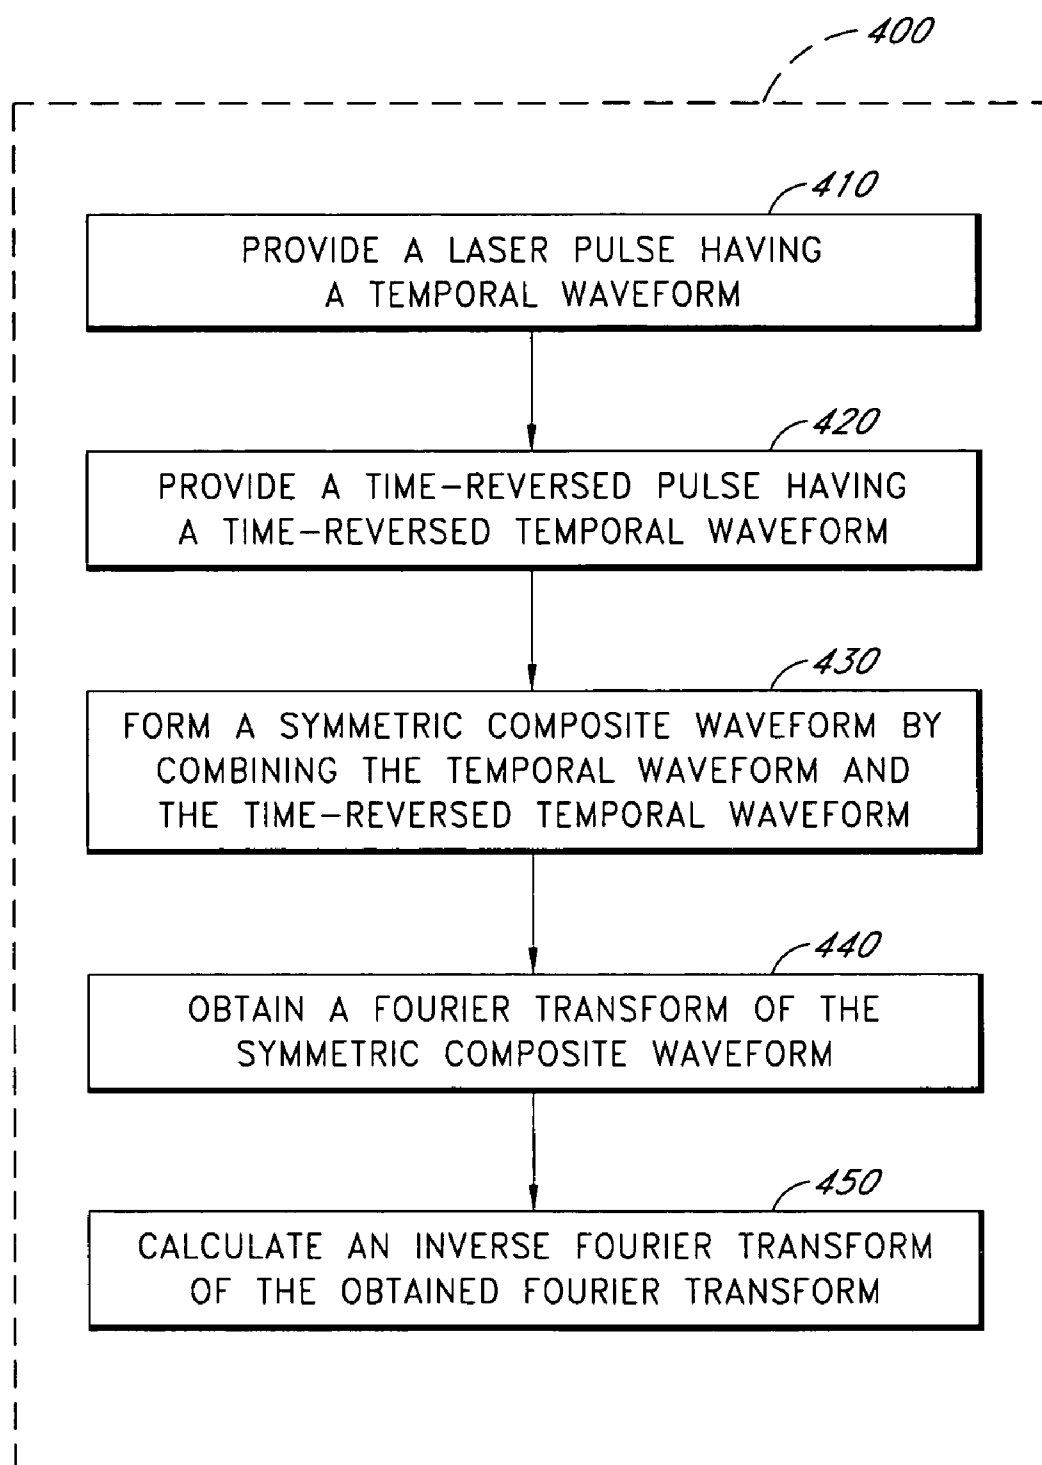 400
410
PROVIDE A LASER PULSE HAVING
A TEMPORAL WAVEFORM
420
PROVIDE A TIME-REVERSED PULSE HAVING
A TIME-REVERSED TEMPORAL WAVEFORM
430
FORM A SYMMETRIC COMPOSITE WAVEFORM BY
COMBINING THE TEMPORAL WAVEFORM AND
THE TIME-REVERSED TEMPORAL WAVEFORM
440
OBTAIN A FOURIER TRANSFORM OF THE
SYMMETRIC COMPOSITE WAVEFORM
450
CALCULATE AN INVERSE FOURIER TRANSFORM
OF THE OBTAINED FOURIER TRANSFORM